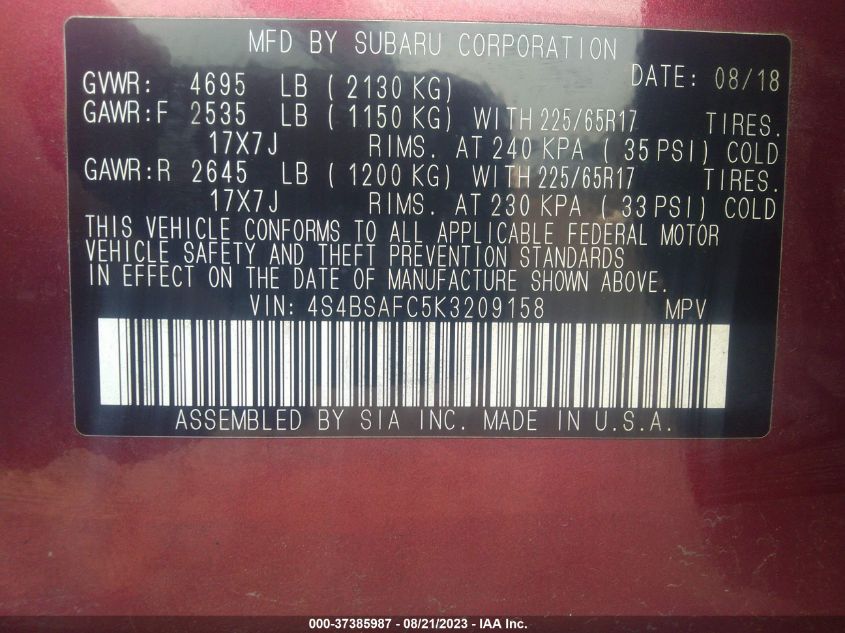 MFD BY SUBARU CORPORATION
DATE: 08/18
GVWR: 4695 LB ( 2130 KG)
GAWR:F 2535 LB ( 1150 KG) WITH 225/65R17 TIRES.
17X7J RIMS. AT 240 KPA ( 35 PSI) COLD
GAWR:R 2645 LB ( 1200 KG) WITH 225/65R17 TIRES.
17X7J RIMS. AT 230 KPA ( 33 PSI) COLD
THIS VEHICLE CONFORMS TO ALL APPLICABLE FEDERAL MOTOR
VEHICLE SAFETY AND THEFT PREVENTION STANDARDS
IN EFFECT ON THE DATE OF MANUFACTURE SHOWN ABOVE.
VIN: 4S4BSAFC5K3209158 MPV
ASSEMBLED BY SIA INC. MADE IN U.S.A.
000-37385987 - 08/21/2023 - IAA Inc.